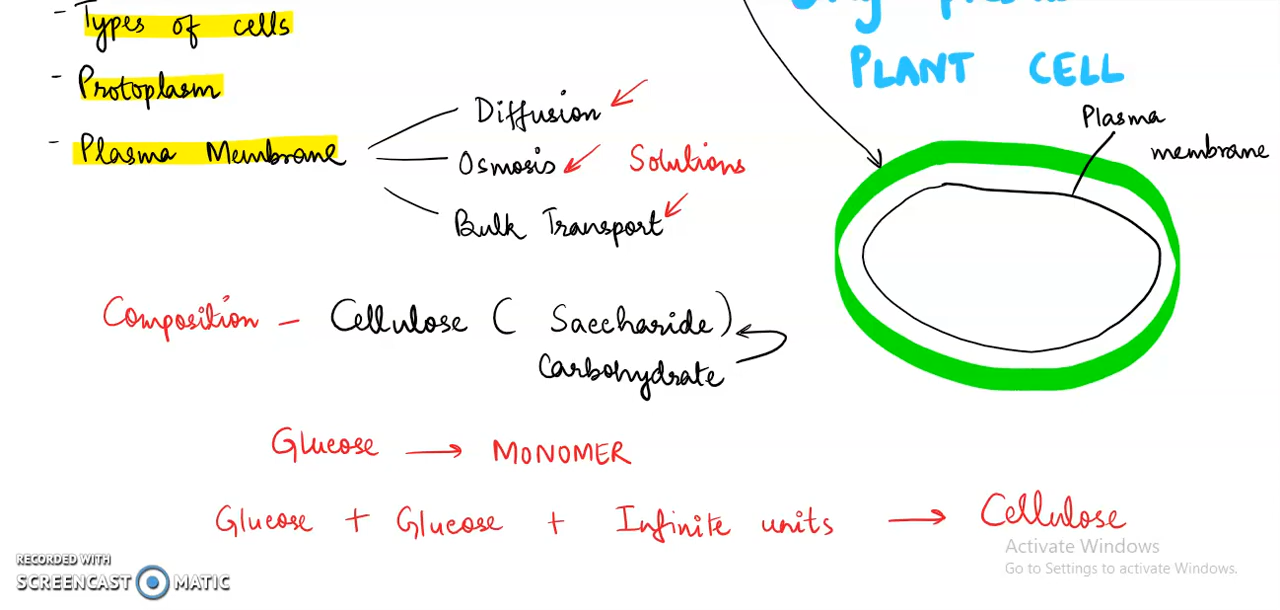 - Types of cells
- Protoplasm
- Plasma Membrane
Diffusion
Osmosis
Solutions
Bulk Transport
PLANT CELL
Plasma
membrane
Composition – Cellulose ( Saccharide)
Carbohydrate
Glucose → MONOMER
Glucose + Glucose + Infinite units → Cellulose
Activate Windows
Go to Settings to activate Windows.
RECORDED WITH
SCREENCAST MATIC